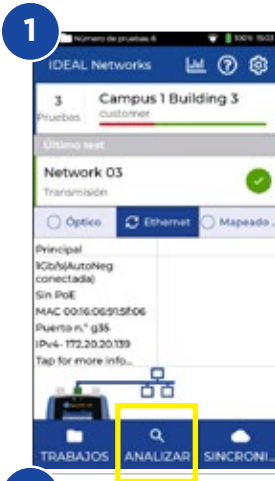 1
Número de pruebas: 6 100% 15:03
IDEAL Networks
3 Campus 1 Building 3
Pruebas customer
Último test
Network 03
Transmisión
Óptico Ethernet Mapeado ..
Principal
1Gb/s(AutoNeg
conectada)
Sin PoE
MAC 00:16:06:91:5f:06
Puerto n.º g35
IPv4- 172.20.20.139
Tap for more info...
TRABAJOS ANALIZAR SINCRONI...